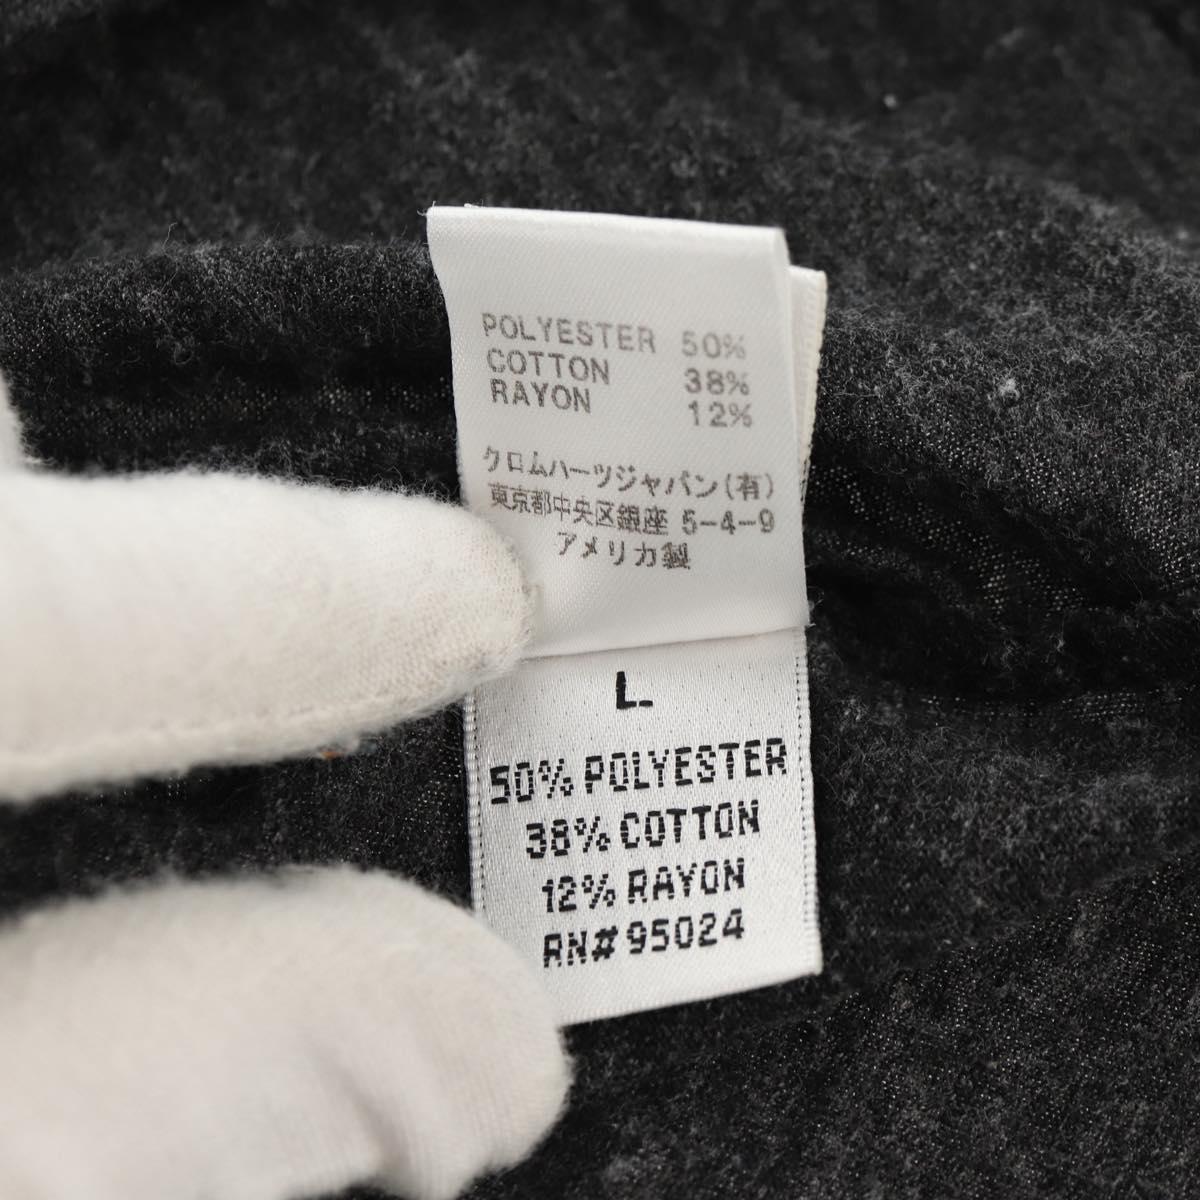 POLYESTER 50%
COTTON 38%
RAYON 12%
クロムハーツジャパン(有)
東京都中央区銀座 5-4-9
アメリカ製
L
50% POLYESTER
38% COTTON
12% RAYON
RN# 95024